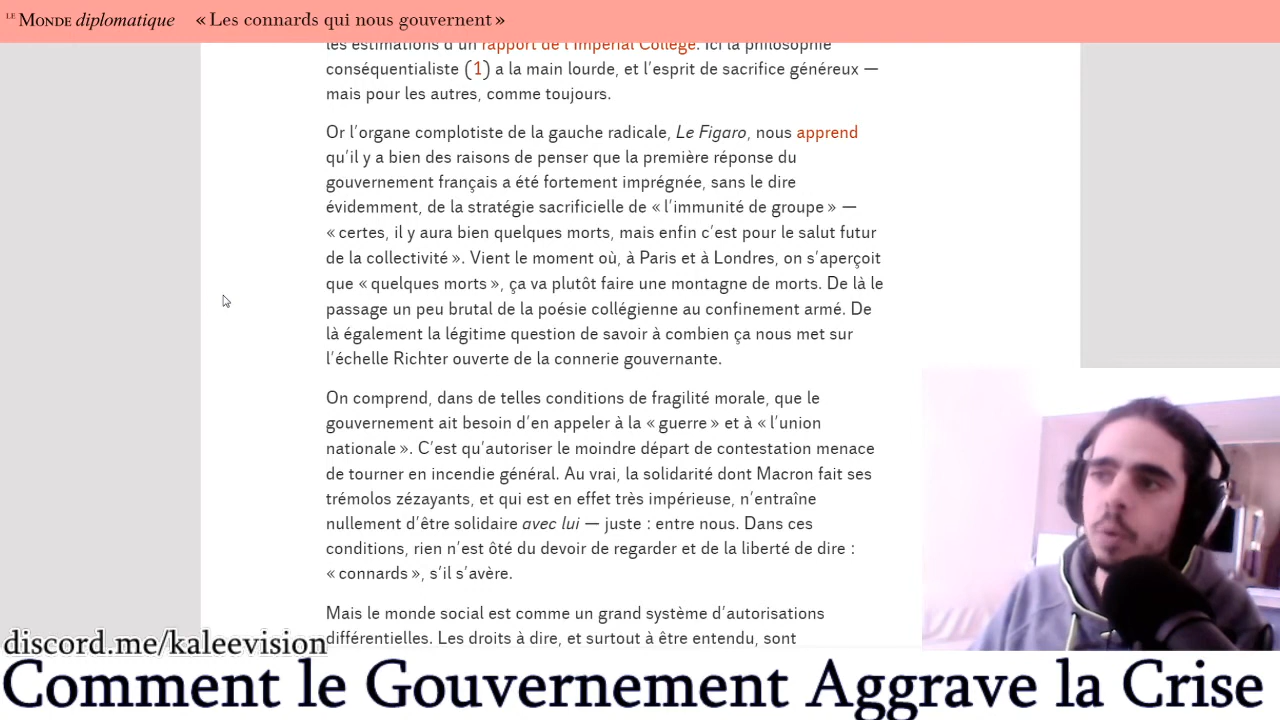 LE MONDE diplomatique « Les connards qui nous gouvernent »
les estimations d'un rapport de l'Imperial College. Ici la philosophie
conséquentialiste (1) a la main lourde, et l'esprit de sacrifice généreux —
mais pour les autres, comme toujours.
Or l'organe complotiste de la gauche radicale, Le Figaro, nous apprend
qu'il y a bien des raisons de penser que la première réponse du
gouvernement français a été fortement imprégnée, sans le dire
évidemment, de la stratégie sacrificielle de « l'immunité de groupe » —
« certes, il y aura bien quelques morts, mais enfin c'est pour le salut futur
de la collectivité ». Vient le moment où, à Paris et à Londres, on s'aperçoit
que « quelques morts », ça va plutôt faire une montagne de morts. De là le
passage un peu brutal de la poésie collégienne au confinement armé. De
là également la légitime question de savoir à combien ça nous met sur
l'échelle Richter ouverte de la connerie gouvernante.
On comprend, dans de telles conditions de fragilité morale, que le
gouvernement ait besoin d'en appeler à la « guerre » et à « l'union
nationale ». C'est qu'autoriser le moindre départ de contestation menace
de tourner en incendie général. Au vrai, la solidarité dont Macron fait ses
trémolos zézayants, et qui est en effet très impérieuse, n'entraîne
nullement d'être solidaire avec lui — juste : entre nous. Dans ces
conditions, rien n'est ôté du devoir de regarder et de la liberté de dire :
« connards », s'il s'avère.
Mais le monde social est comme un grand système d'autorisations
différentielles. Les droits à dire, et surtout à être entendu, sont
discord.me/kaleevision
Comment le Gouvernement Aggrave la Crise